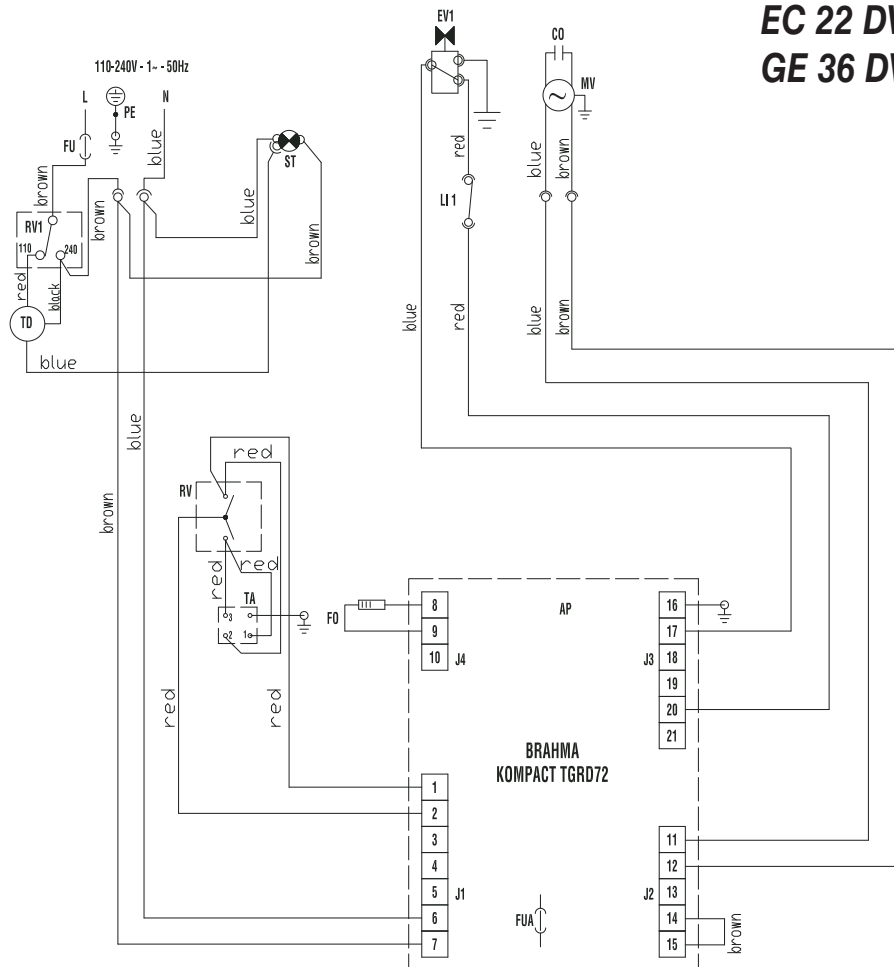 EC 22 DV
GE 36 DV
EV1
CO
110-240V - 1~ - 50Hz
L
PE
N
MV
FU
ST
blue
brown
RV1
110
240
red
black
brown
TD
blue
blue
brown
blue
red
LI 1
red
blue
brown
blue
brown
blue
brown
RV
red
red
red
TA
3
2
1
red
red
FO
8
9
10
J4
AP
J3
16
17
18
19
20
21
BRAHMA
KOMPACT TGRD72
1
2
3
4
5
6
7
J1
FUA
J2
11
12
13
14
15
brown